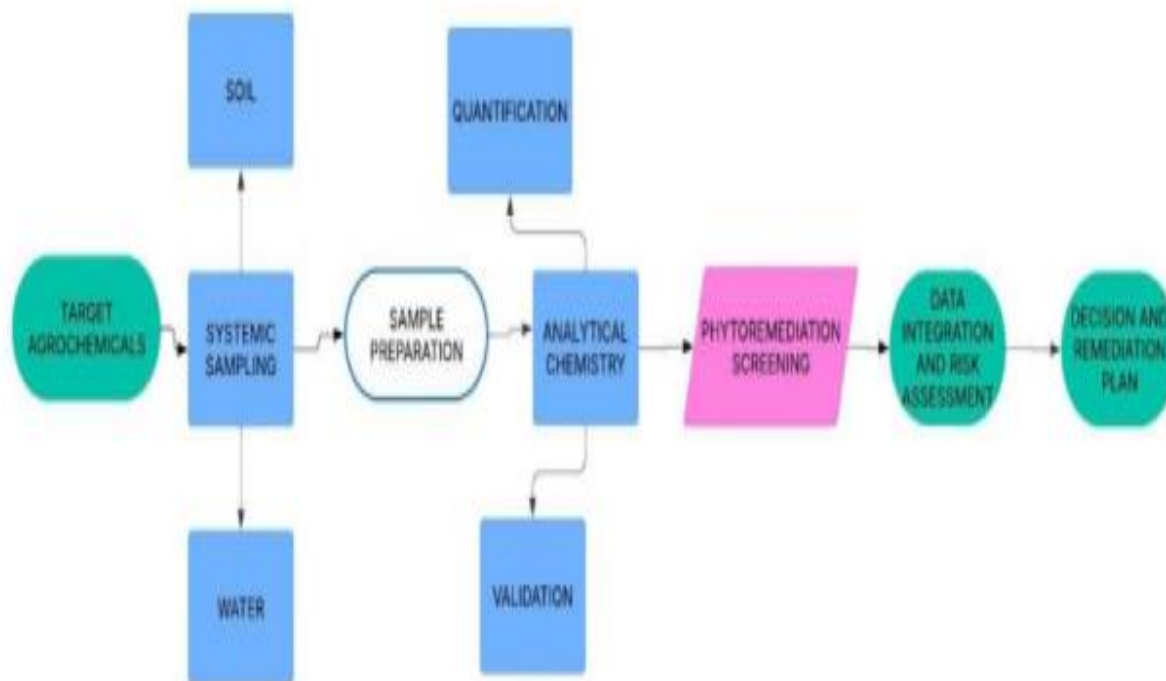 SOIL
QUANTIFICATION
TARGET
AGROCHEMICALS
SYSTEMIC
SAMPLING
SAMPLE
PREPARATION
ANALYTICAL
CHEMISTRY
PHYTOREMEDIATION
SCREENING
DATA
INTEGRATION
AND RISK
ASSESSMENT
DECISION AND
REMEDIATION
PLAN
WATER
VALIDATION